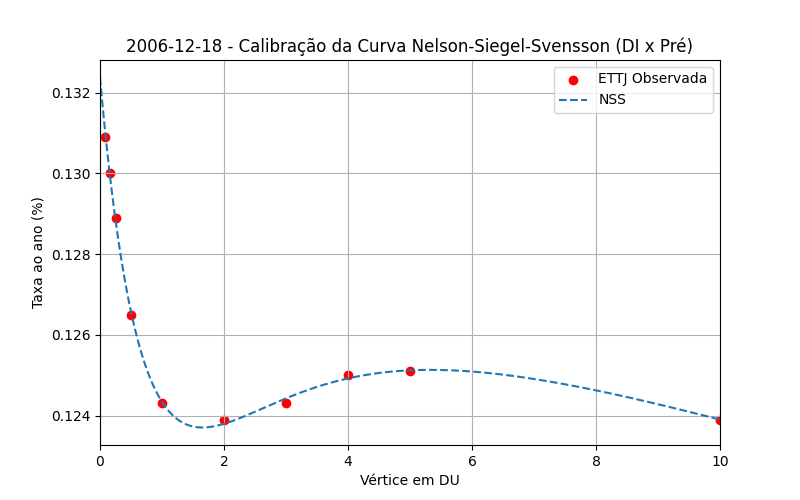 2006-12-18 - Calibração da Curva Nelson-Siegel-Svensson (DI x Pré)
ETTJ Observada
NSS
Taxa ao ano (%)
0.132
0.130
0.128
0.126
0.124
0 2 4 6 8 10
Vértice em DU